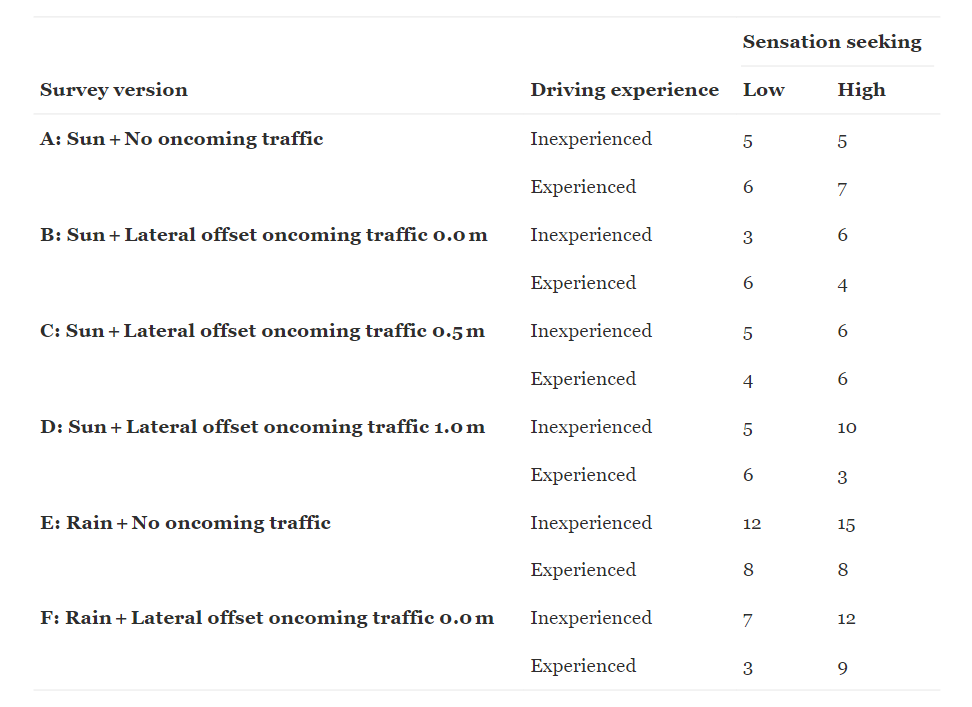 Sensation seeking
Survey version Driving experience Low High
A: Sun + No oncoming traffic Inexperienced 5 5
Experienced 6 7
B: Sun + Lateral offset oncoming traffic 0.0 m Inexperienced 3 6
Experienced 6 4
C: Sun + Lateral offset oncoming traffic 0.5 m Inexperienced 5 6
Experienced 4 6
D: Sun + Lateral offset oncoming traffic 1.0 m Inexperienced 5 10
Experienced 6 3
E: Rain + No oncoming traffic Inexperienced 12 15
Experienced 8 8
F: Rain + Lateral offset oncoming traffic 0.0 m Inexperienced 7 12
Experienced 3 9